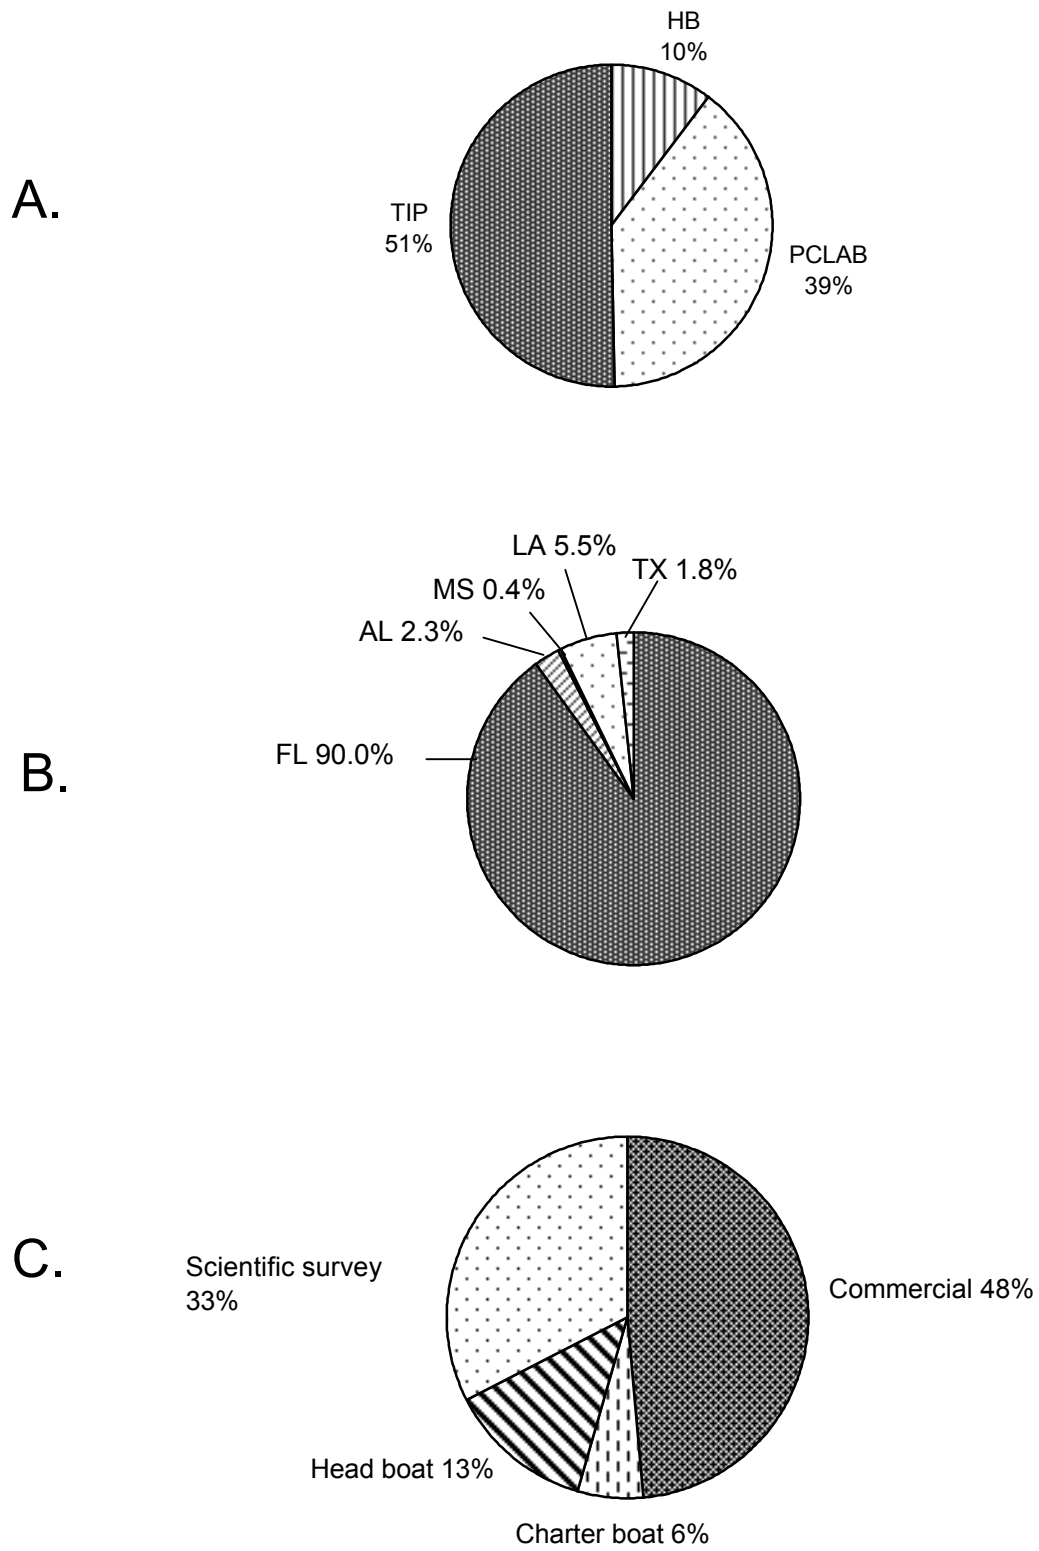 HB
10%
A.
TIP
51%
PCLAB
39%
LA 5.5%
TX 1.8%
MS 0.4%
AL 2.3%
FL 90.0%
B.
C.
Scientific survey
33%
Commercial 48%
Head boat 13%
Charter boat 6%